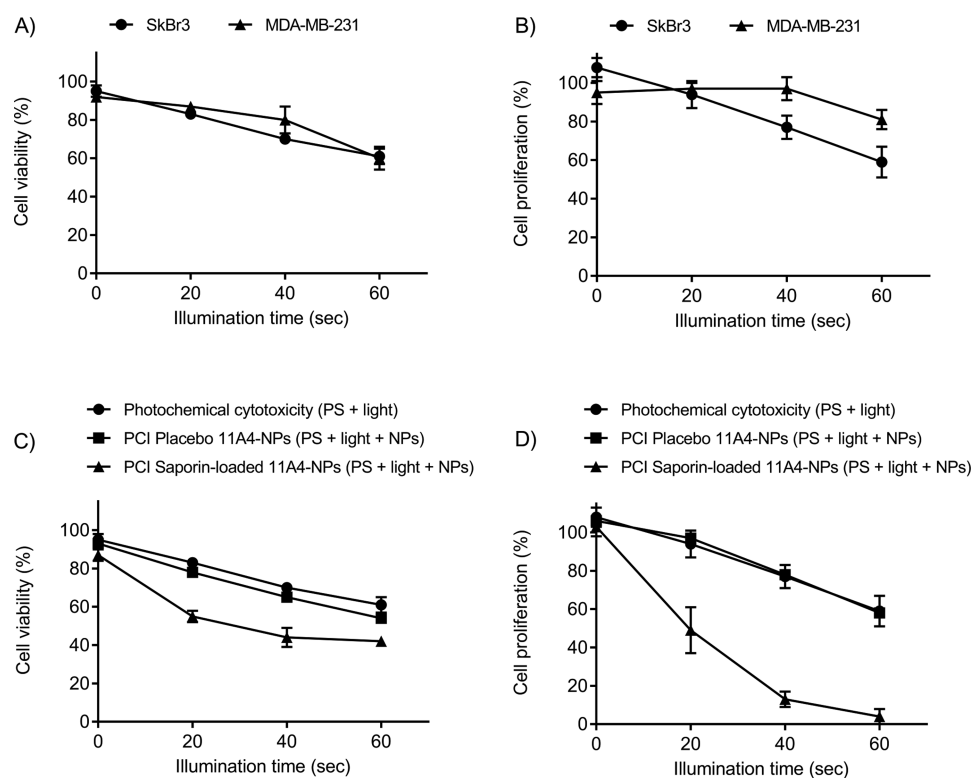 A)
SkBr3 MDA-MB-231
Cell viability (%)
100
80
60
40
20
0
0 20 40 60
Illumination time (sec)
B)
SkBr3 MDA-MB-231
Cell proliferation (%)
100
80
60
40
20
0
0 20 40 60
Illumination time (sec)
C)
Photochemical cytotoxicity (PS + light)
PCI Placebo 11A4-NPs (PS + light + NPs)
PCI Saporin-loaded 11A4-NPs (PS + light + NPs)
Cell viability (%)
100
80
60
40
20
0
0 20 40 60
Illumination time (sec)
D)
Photochemical cytotoxicity (PS + light)
PCI Placebo 11A4-NPs (PS + light + NPs)
PCI Saporin-loaded 11A4-NPs (PS + light + NPs)
Cell proliferation (%)
100
80
60
40
20
0
0 20 40 60
Illumination time (sec)